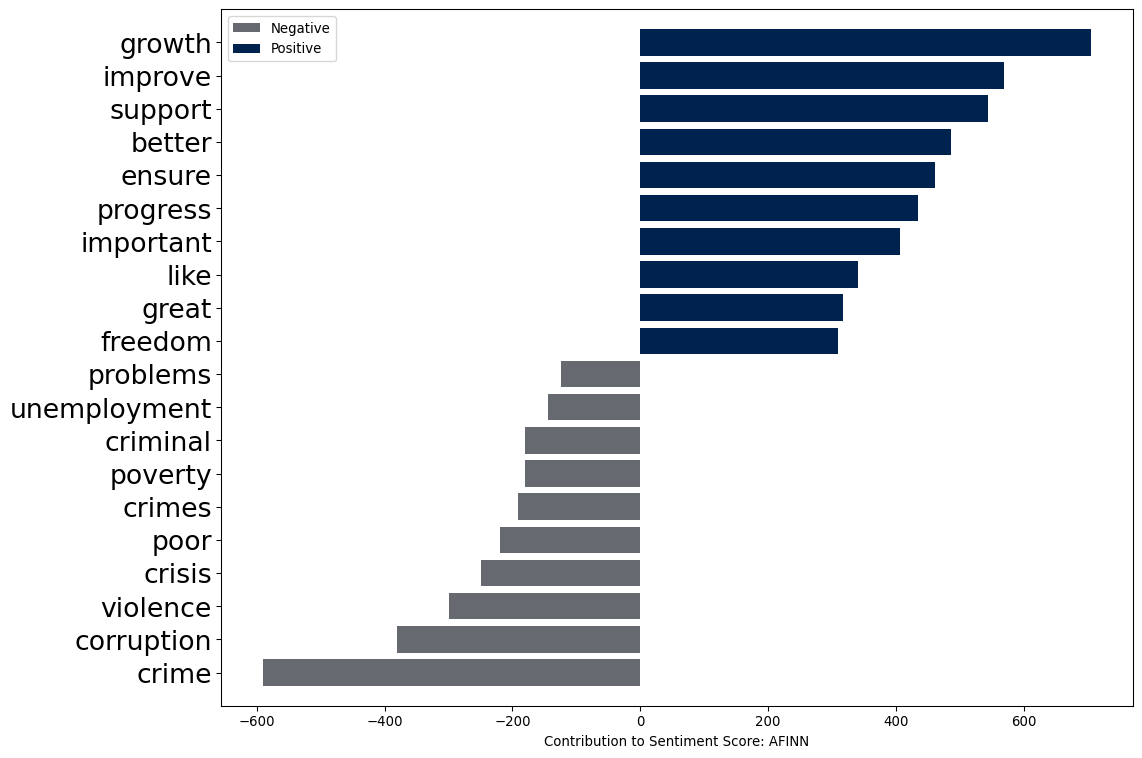 Negative
Positive
growth
improve
support
better
ensure
progress
important
like
great
freedom
problems
unemployment
criminal
poverty
crimes
poor
crisis
violence
corruption
crime
−600 −400 −200 0 200 400 600
Contribution to Sentiment Score: AFINN